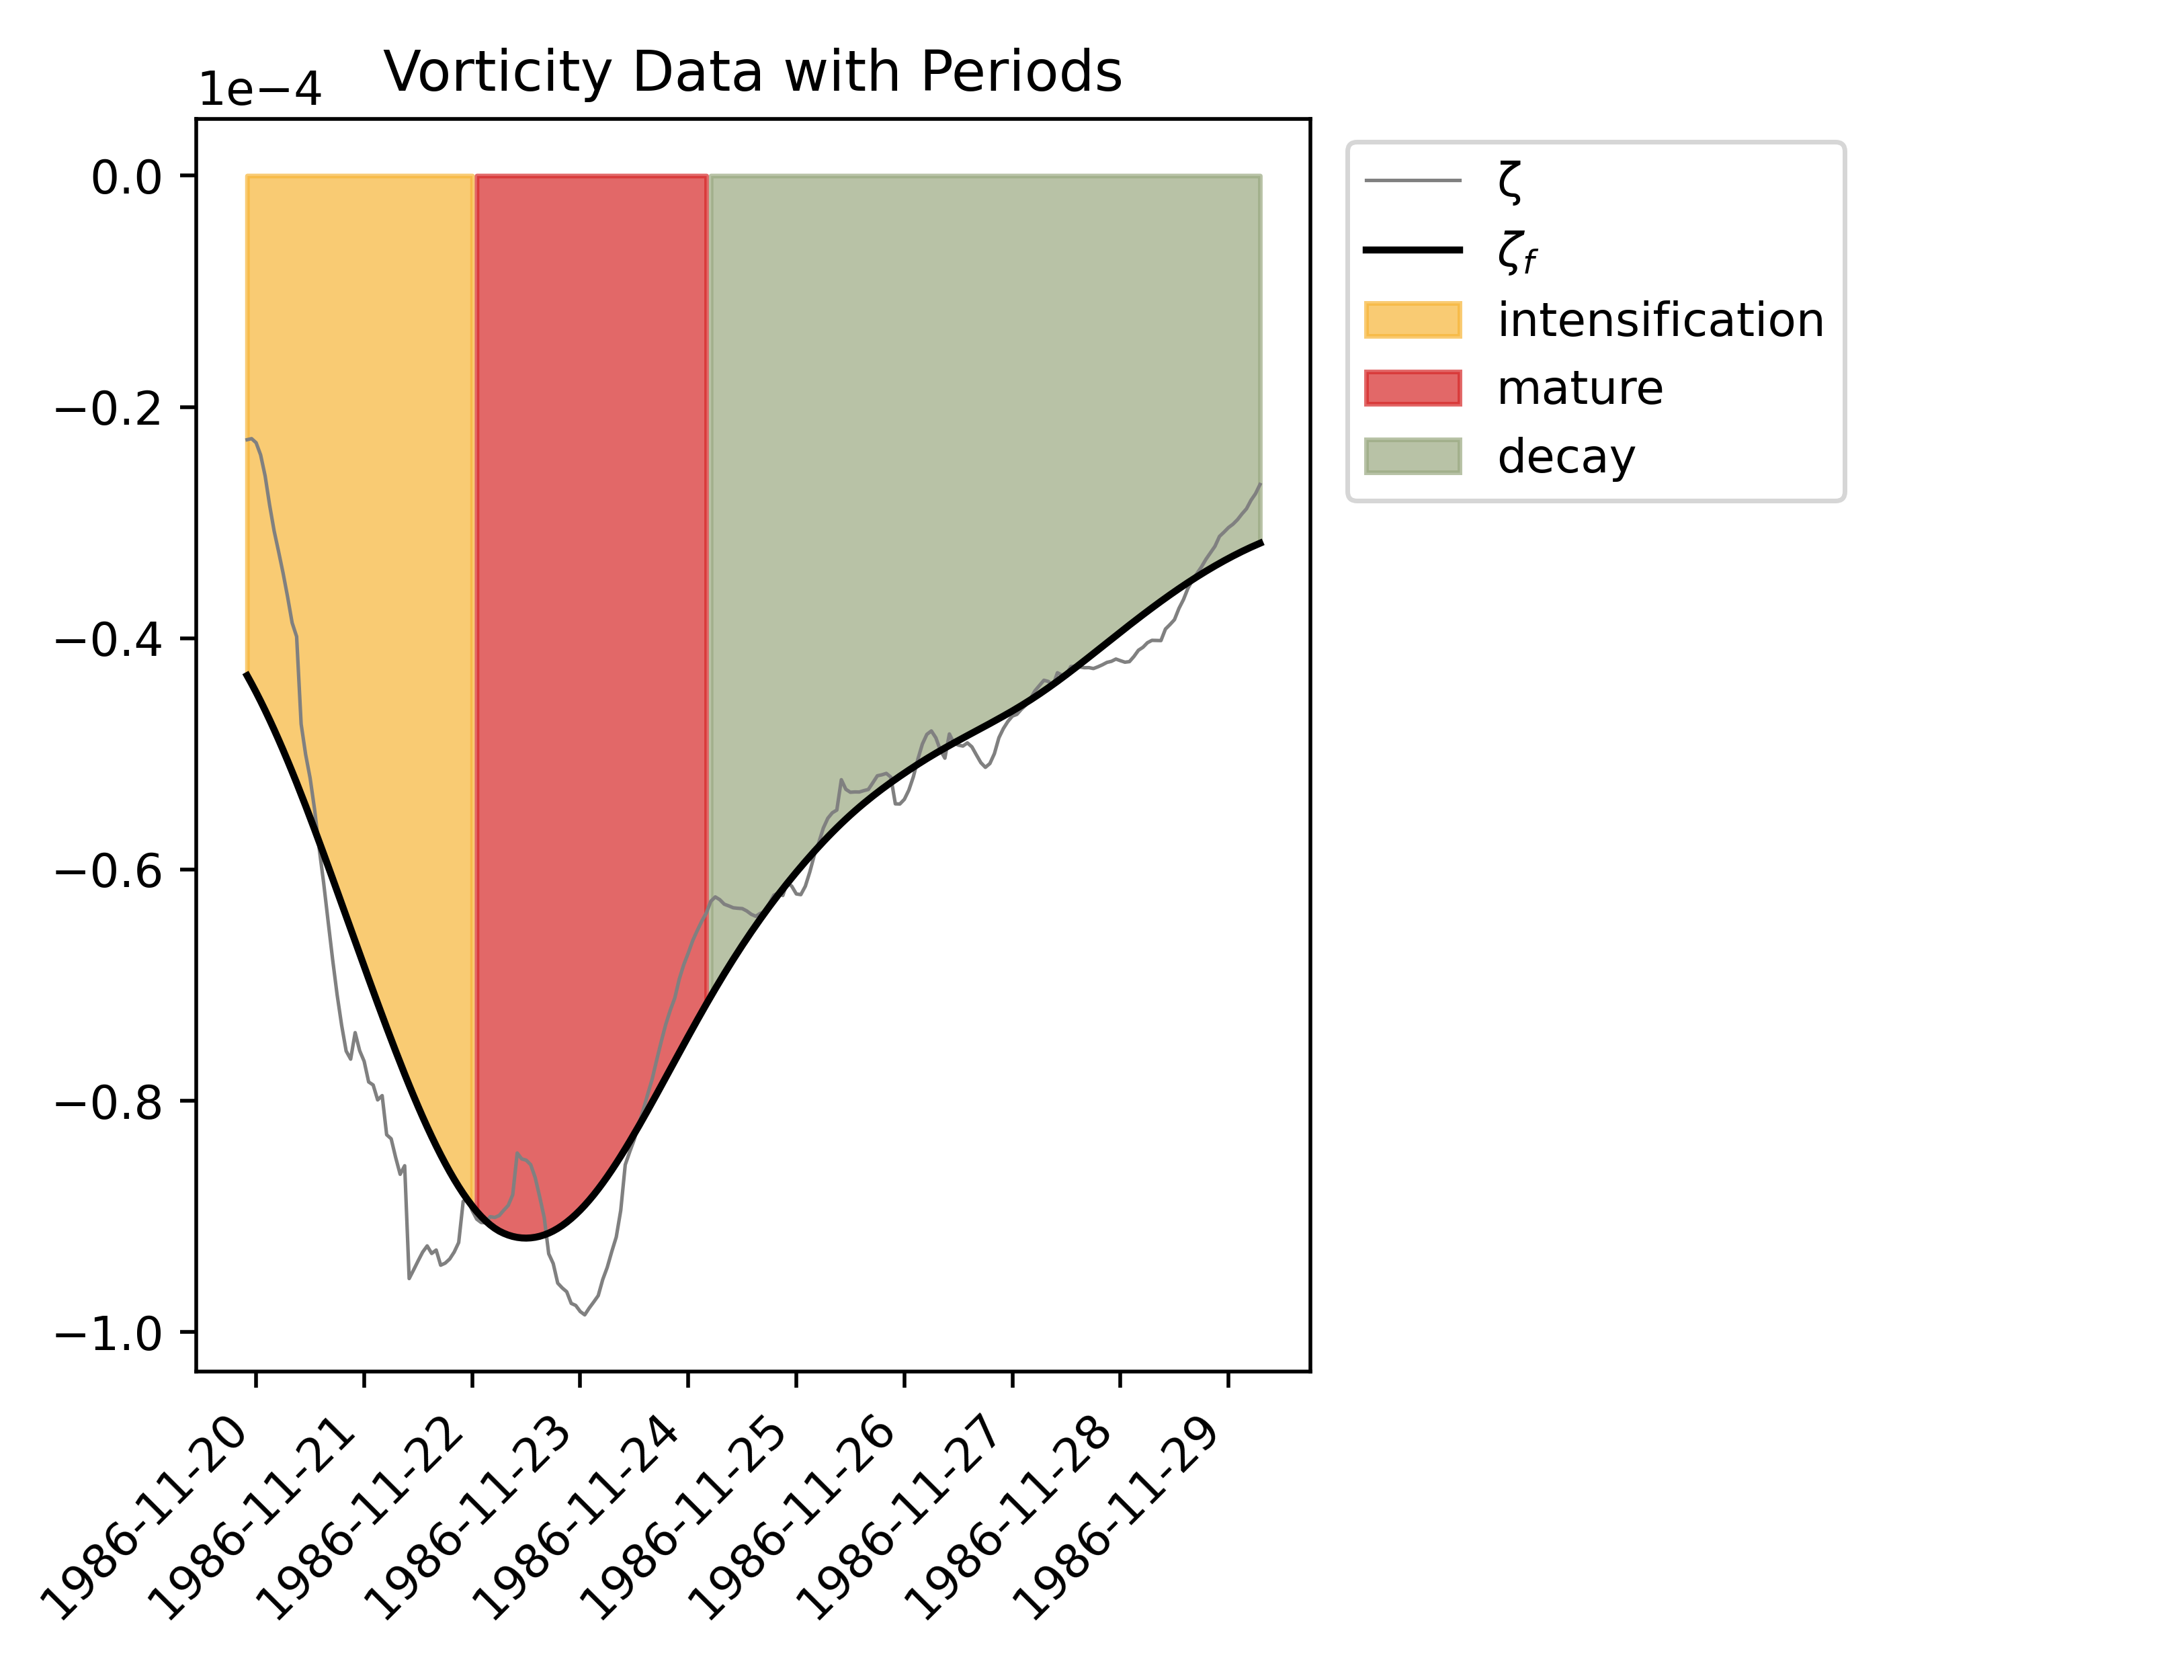 Vorticity Data with Periods
1e−4
0.0
−0.2
−0.4
−0.6
−0.8
−1.0
1986-11-20
1986-11-21
1986-11-22
1986-11-23
1986-11-24
1986-11-25
1986-11-26
1986-11-27
1986-11-28
1986-11-29
ζ
ζf
intensification
mature
decay